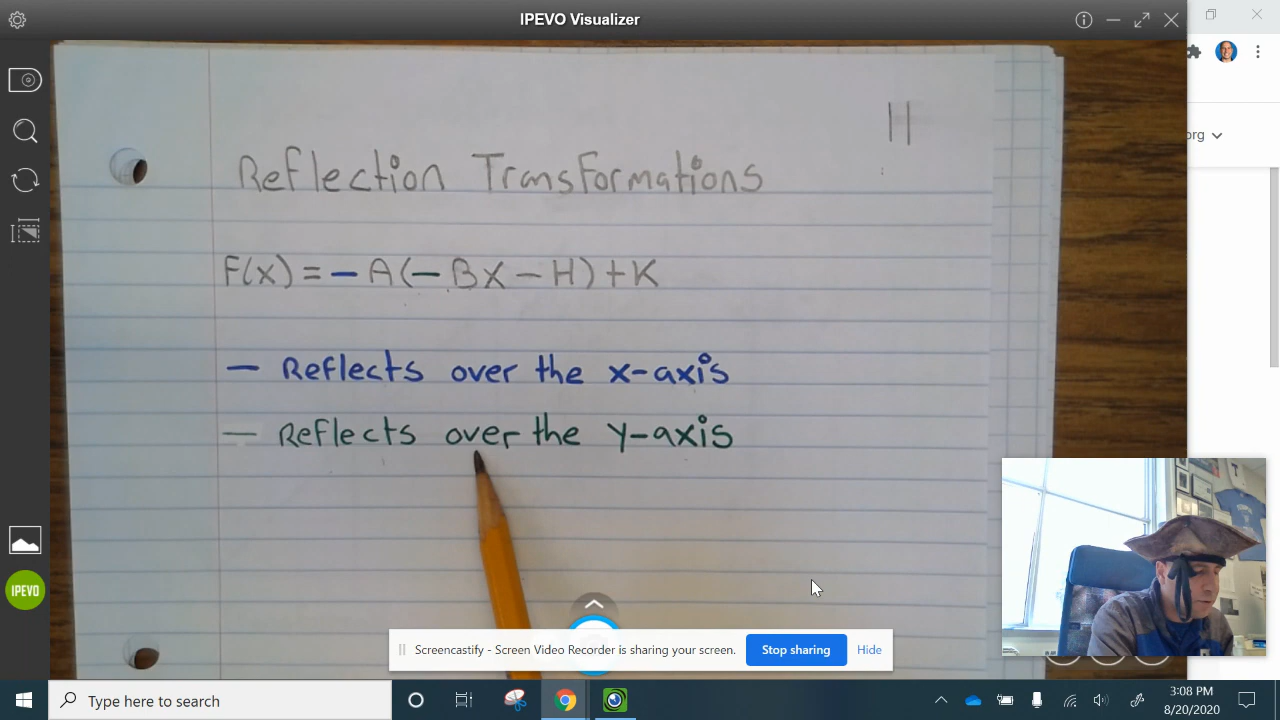 IPEVO Visualizer
org
11
Reflection Transformations
F(x) = - A(- BX - H) + K
- Reflects over the x-axis
- Reflects over the y-axis
IPEVO
Screencastify - Screen Video Recorder is sharing your screen.
Stop sharing
Hide
Type here to search
3:08 PM
8/20/2020